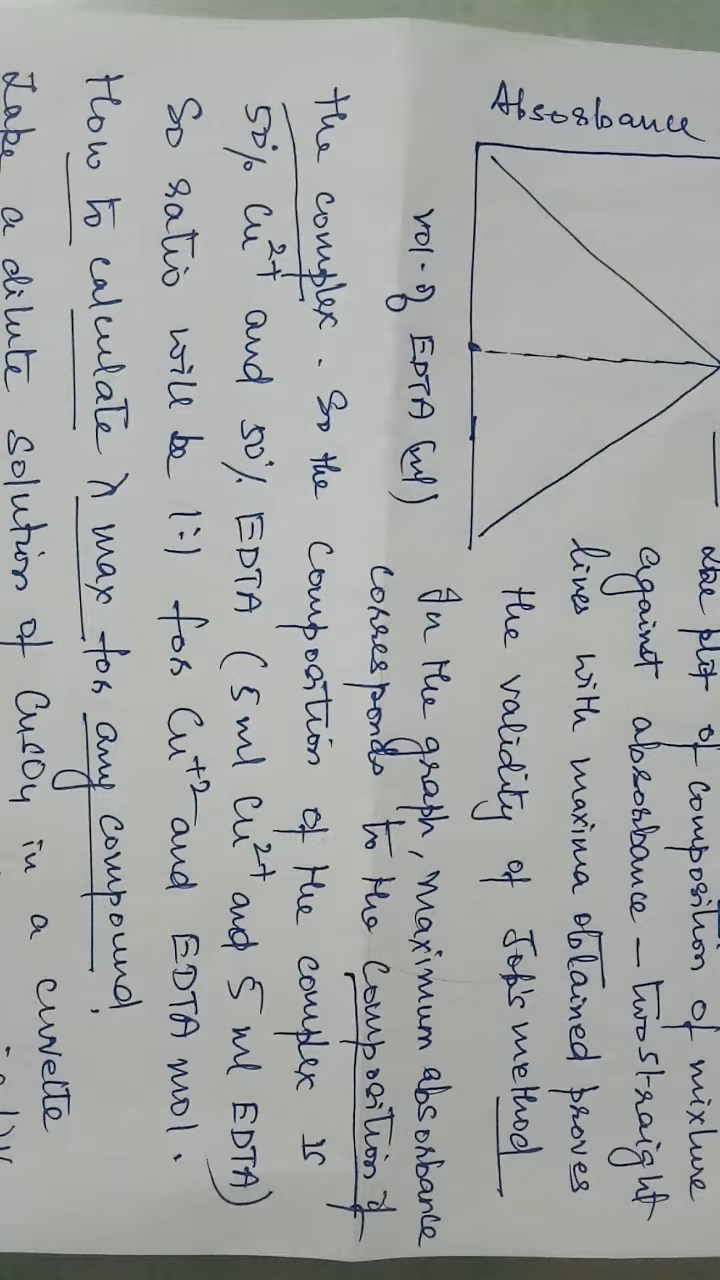 The plot of composition of mixture
against absorbance – two straight
lines with maxima obtained proves
the validity of Job's method
Absorbance
vol. of EDTA (ml)
In the graph, maximum absorbance
corresponds to the composition of
the complex. So the composition of the complex is
50% Cu²⁺ and 50% EDTA (5 ml Cu²⁺ and 5 ml EDTA)
So ratio will be 1:1 for Cu⁺² and EDTA mol.
How to calculate λ max for any compound.
Take a dilute solution of CuSO₄ in a cuvette